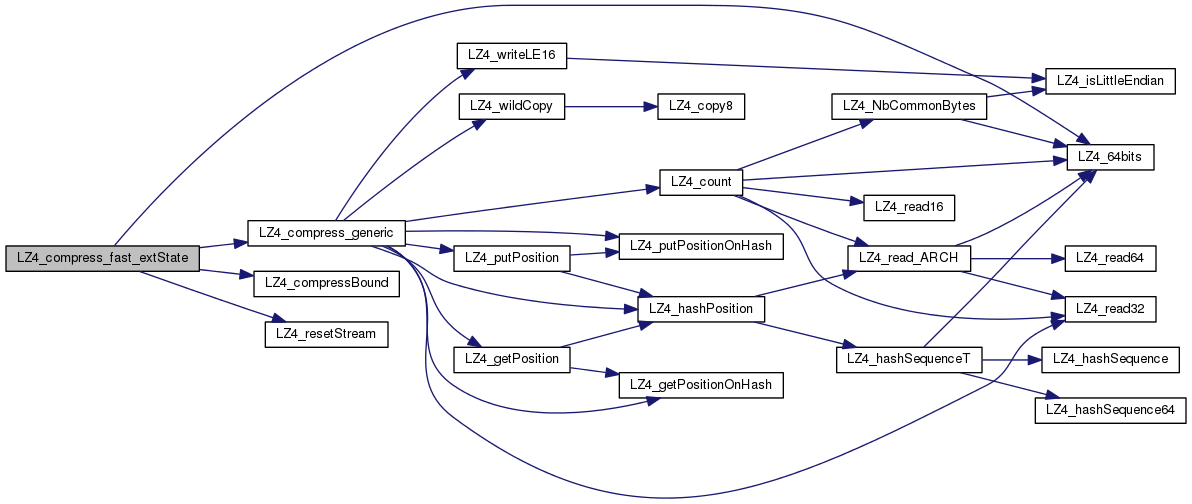 LZ4_compress_fast_extState
LZ4_compress_generic
LZ4_compressBound
LZ4_resetStream
LZ4_writeLE16
LZ4_wildCopy
LZ4_putPosition
LZ4_getPosition
LZ4_copy8
LZ4_count
LZ4_putPositionOnHash
LZ4_hashPosition
LZ4_getPositionOnHash
LZ4_NbCommonBytes
LZ4_read16
LZ4_read_ARCH
LZ4_hashSequenceT
LZ4_isLittleEndian
LZ4_64bits
LZ4_read64
LZ4_read32
LZ4_hashSequence
LZ4_hashSequence64